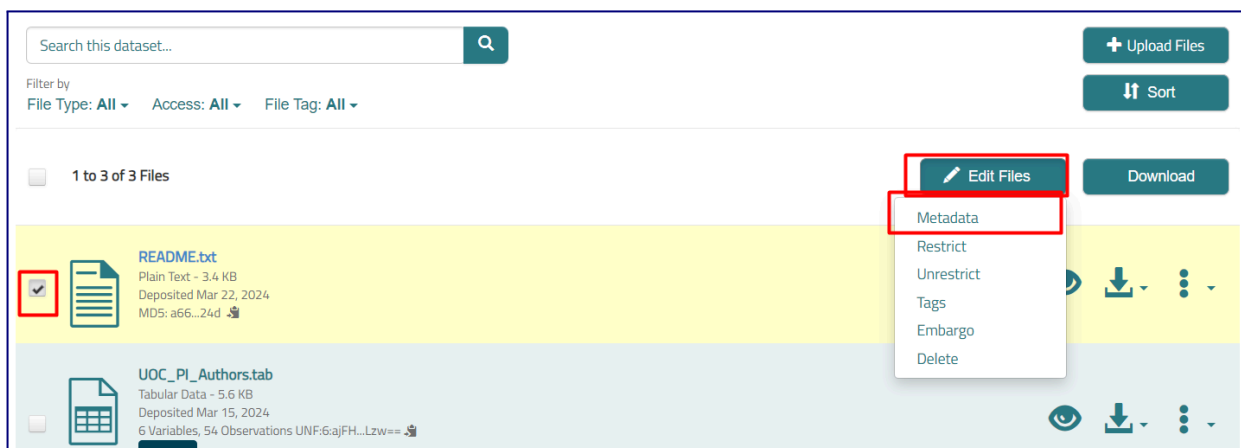 Search this dataset...
+ Upload Files
Filter by
File Type: All Access: All File Tag: All
Sort
1 to 3 of 3 Files
Edit Files
Download
Metadata
Restrict
Unrestrict
Tags
Embargo
Delete
README.txt
Plain Text - 3.4 KB
Deposited Mar 22, 2024
MD5: a66...24d
UOC_PI_Authors.tab
Tabular Data - 5.6 KB
Deposited Mar 15, 2024
6 Variables, 54 Observations UNF:6:ajFH...Lzw==